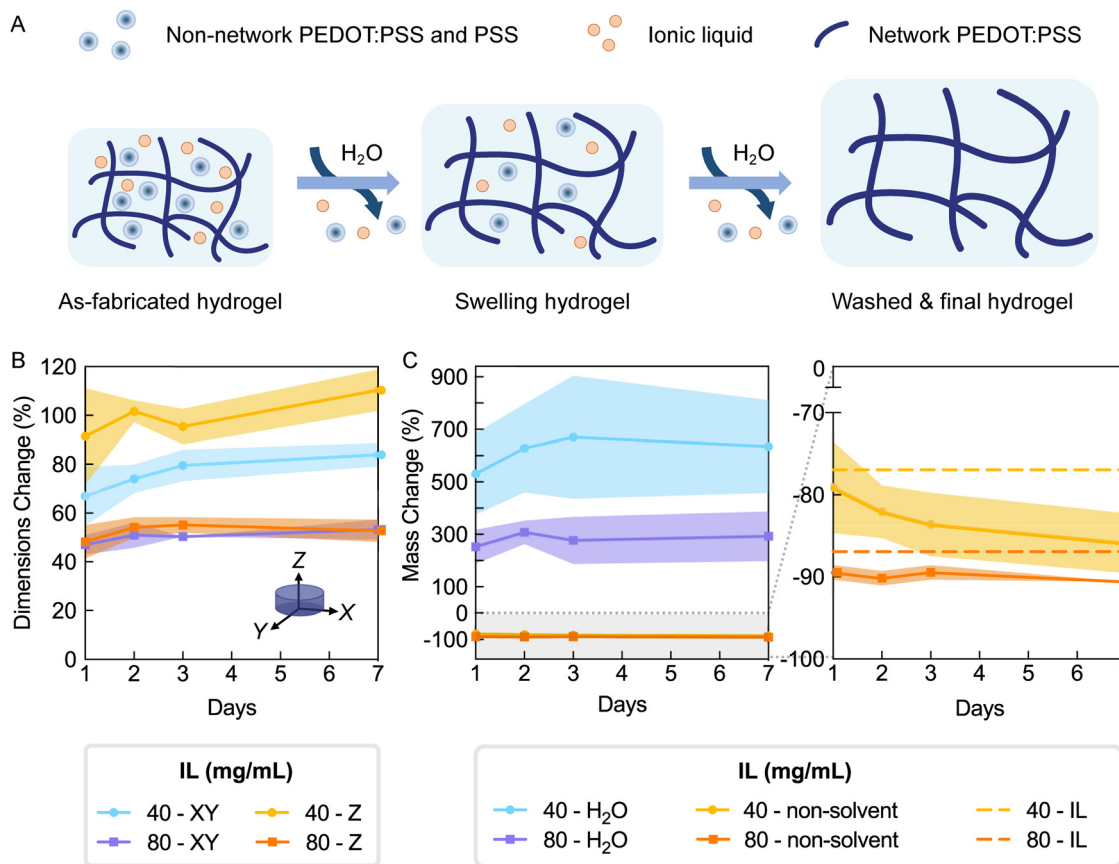 A
Non-network PEDOT:PSS and PSS
Ionic liquid
Network PEDOT:PSS
H₂O
H₂O
As-fabricated hydrogel
Swelling hydrogel
Washed & final hydrogel
B
Dimensions Change (%)
120
100
80
60
40
20
0
Z
Y
X
1 2 3 4 5 6 7
Days
C
Mass Change (%)
900
700
500
300
100
0
-100
1 2 3 4 5 6 7
Days
0
-70
-80
-90
-100
1 2 3 4 5 6
Days
IL (mg/mL)
40 - XY
40 - Z
80 - XY
80 - Z
IL (mg/mL)
40 - H₂O
40 - non-solvent
40 - IL
80 - H₂O
80 - non-solvent
80 - IL